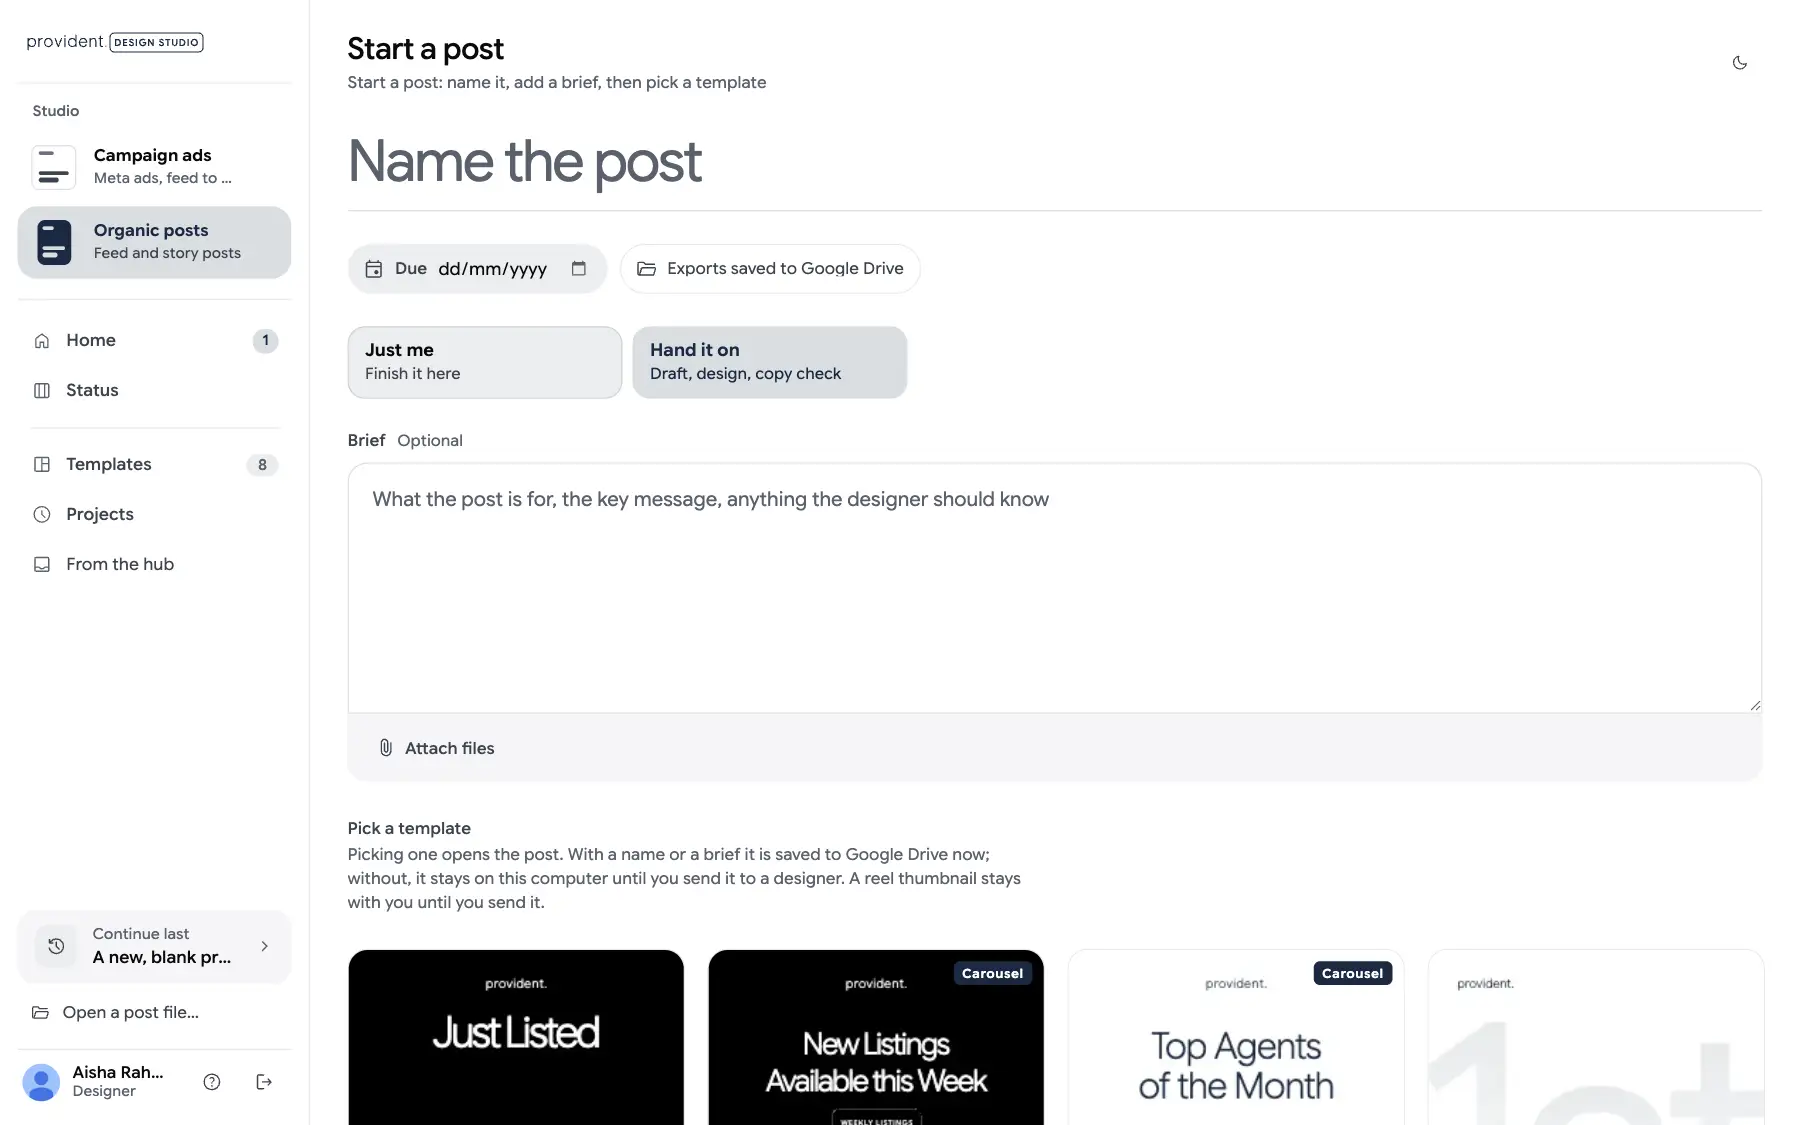 provident. DESIGN STUDIO
Studio
Campaign ads
Meta ads, feed to ...
Organic posts
Feed and story posts
Home 1
Status
Templates 8
Projects
From the hub
Continue last
A new, blank pr...
Open a post file...
Aisha Rah...
Designer
Start a post
Start a post: name it, add a brief, then pick a template
Name the post
Due dd/mm/yyyy
Exports saved to Google Drive
Just me
Finish it here
Hand it on
Draft, design, copy check
Brief Optional
What the post is for, the key message, anything the designer should know
Attach files
Pick a template
Picking one opens the post. With a name or a brief it is saved to Google Drive now;
without, it stays on this computer until you send it to a designer. A reel thumbnail stays
with you until you send it.
provident.
Just Listed
Carousel
provident.
New Listings
Available this Week
WEEKLY LISTINGS
Carousel
provident.
Top Agents
of the Month
provident.
1st